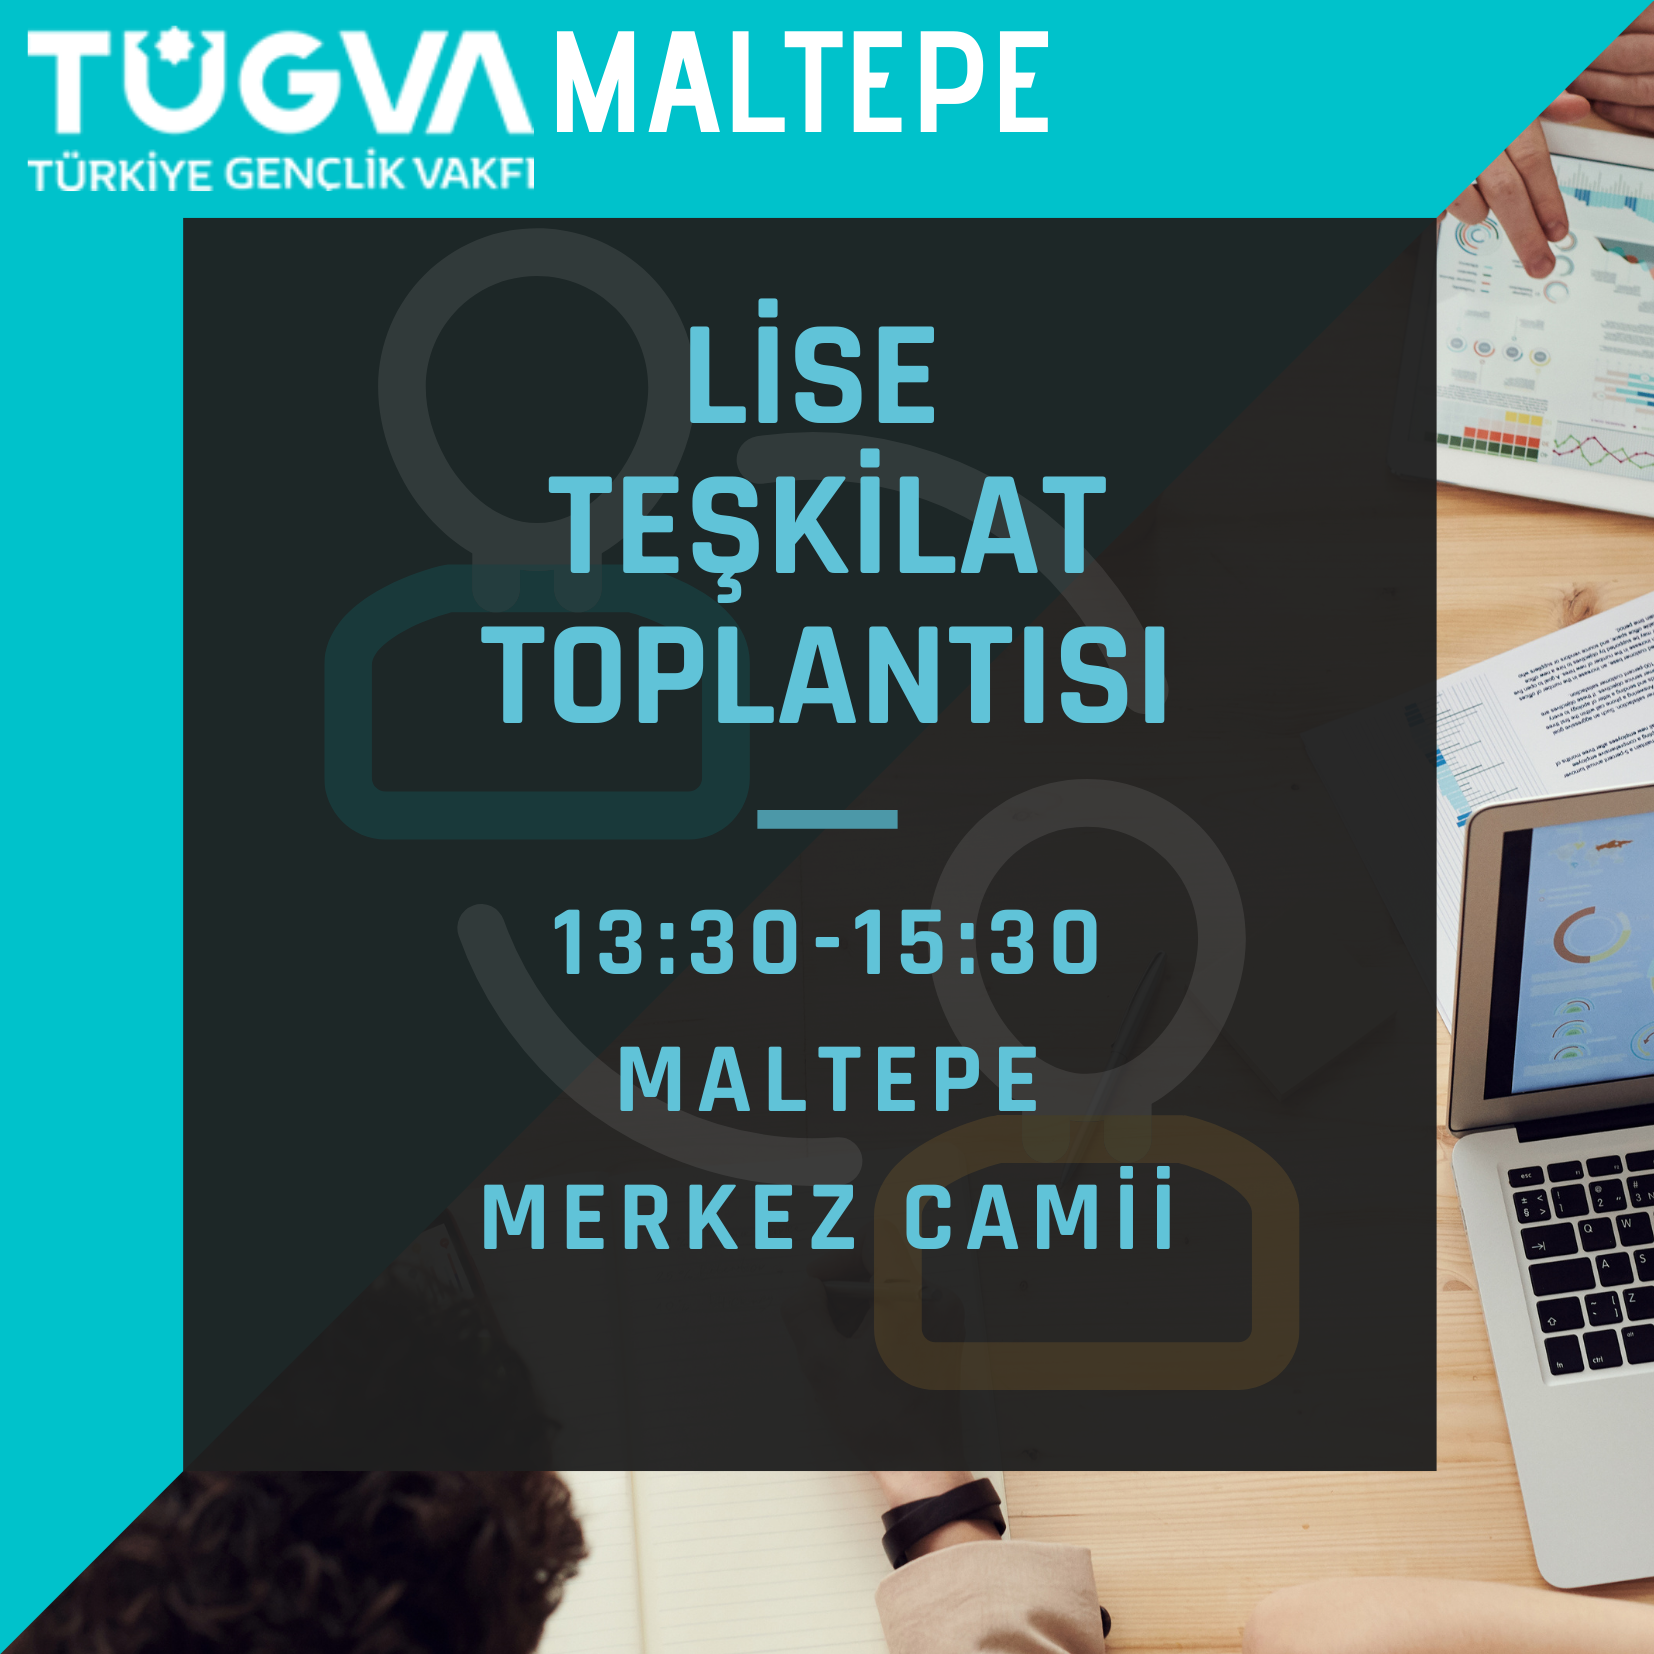 TÜGVA MALTEPE
TÜRKİYE GENÇLİK VAKFI
LİSE
TEŞKİLAT
TOPLANTISI
13:30-15:30
MALTEPE
MERKEZ CAMİİ